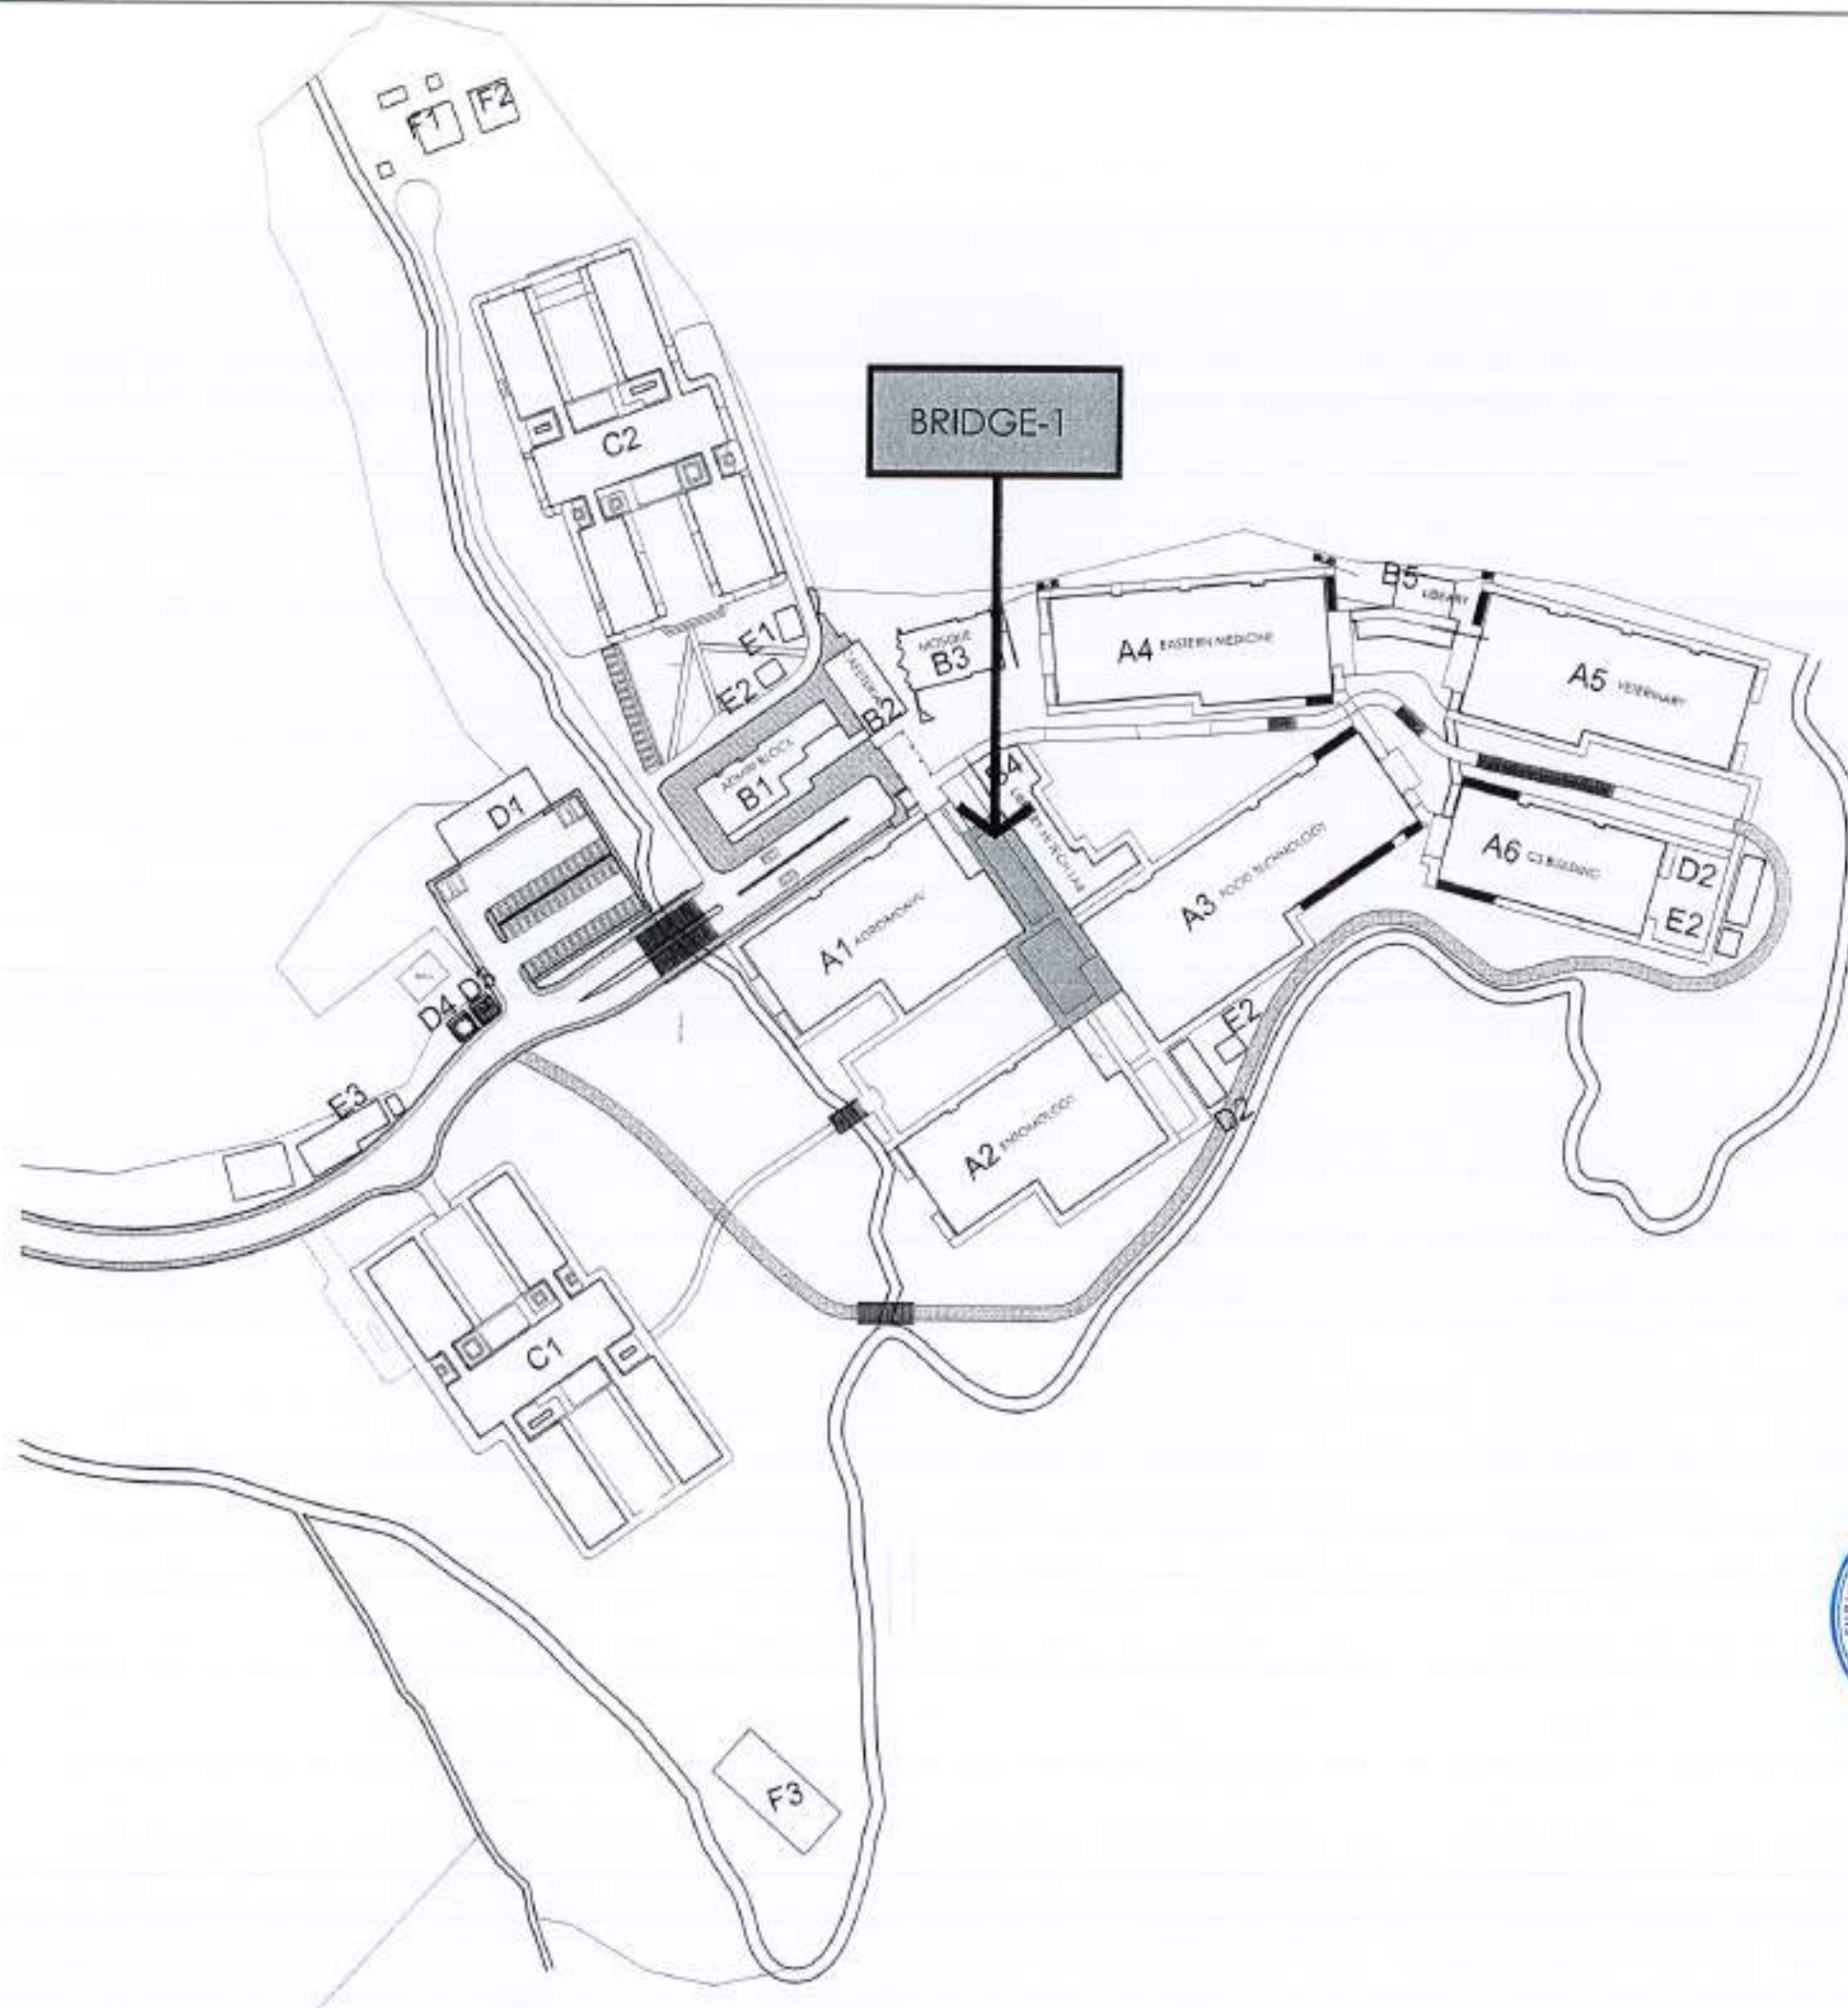 F1
F2
C2
BRIDGE-1
E1
E2
MOSQUE
B3
CAFETERIA
B2
A4 EASTERN MEDICINE
B5 LIBRARY
A5 VETERINARY
ADMIN BLOCK
B1
B4
D1
A1 AGRONOMY
A3 FOOD TECHNOLOGY
A6
D2
E2
D4 D3
E2
D2
E3
A2 ENTOMOLOGY
C1
F3